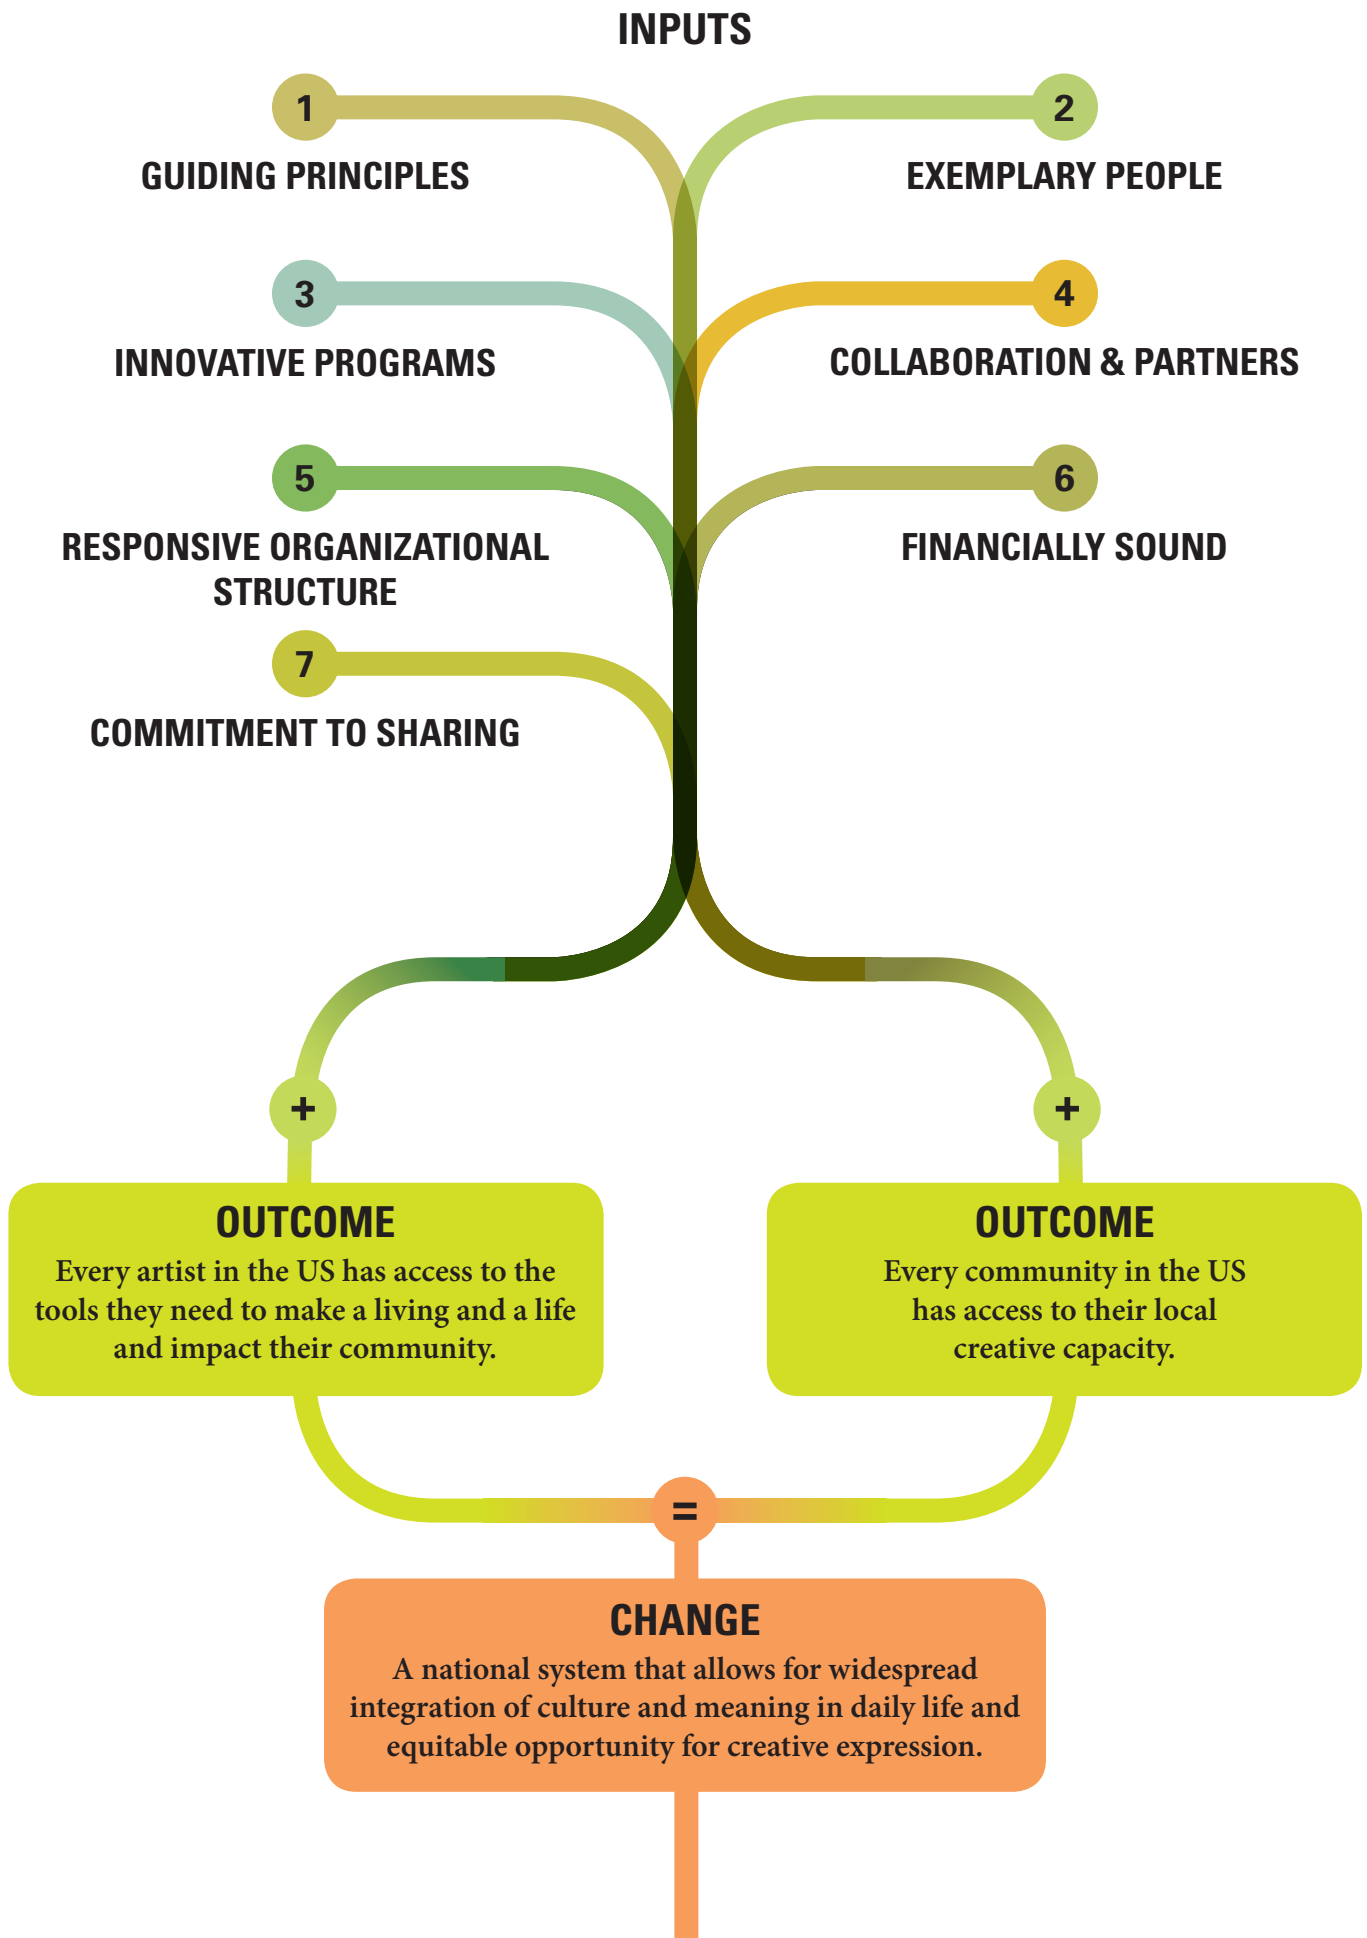 INPUTS
1
2
GUIDING PRINCIPLES
EXEMPLARY PEOPLE
3
4
INNOVATIVE PROGRAMS
COLLABORATION & PARTNERS
5
6
RESPONSIVE ORGANIZATIONAL
STRUCTURE
FINANCIALLY SOUND
7
COMMITMENT TO SHARING
+
+
OUTCOME
Every artist in the US has access to the
tools they need to make a living and a life
and impact their community.
OUTCOME
Every community in the US
has access to their local
creative capacity.
=
CHANGE
A national system that allows for widespread
integration of culture and meaning in daily life and
equitable opportunity for creative expression.